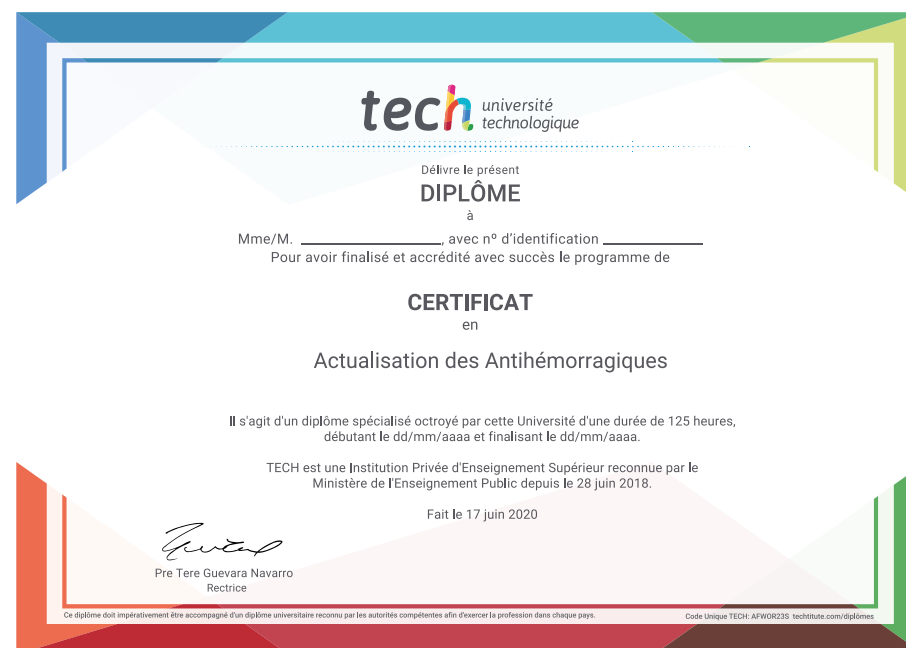 tech université
technologique
Délivre le présent
DIPLÔME
à
Mme/M. ____________________, avec nº d'identification ______________
Pour avoir finalisé et accrédité avec succès le programme de
CERTIFICAT
en
Actualisation des Antihémorragiques
Il s'agit d'un diplôme spécialisé octroyé par cette Université d'une durée de 125 heures,
débutant le dd/mm/aaaa et finalisant le dd/mm/aaaa.
TECH est une Institution Privée d'Enseignement Supérieur reconnue par le
Ministère de l'Enseignement Public depuis le 28 juin 2018.
Fait le 17 juin 2020
Pre Tere Guevara Navarro
Rectrice
Ce diplôme doit impérativement être accompagné d'un diplôme universitaire reconnu par les autorités compétentes afin d'exercer la profession dans chaque pays.
Code Unique TECH: AFWOR23S techtitute.com/diplômes